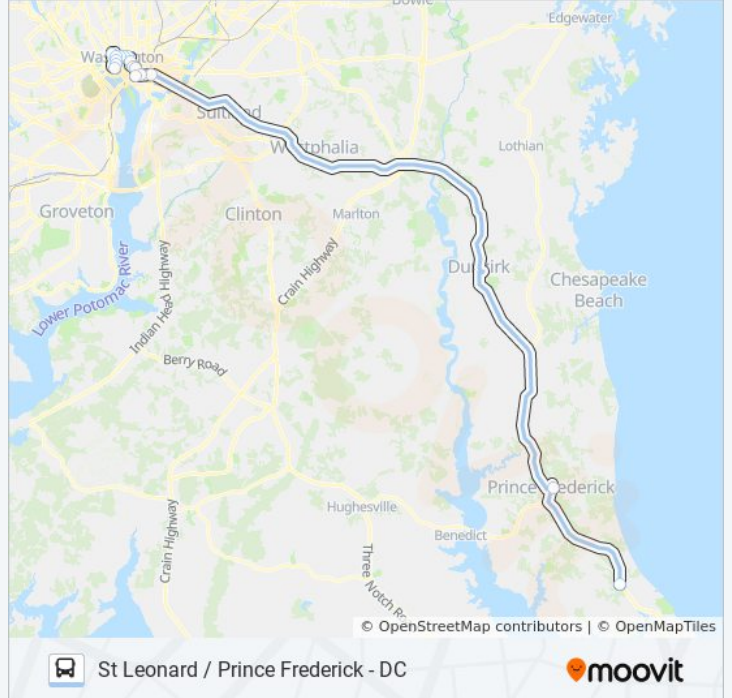 Bowie
Edgewater
Washington
Suitland
Westphalia
Lothian
Groveton
Clinton
Marlton
Crain Highway
Lower Potomac River
Indian Head Highway
Dunkirk
Chesapeake
Beach
Berry Road
Prince Frederick
Hughesville
Crain Highway
Benedict
Three Notch Ro
© OpenStreetMap contributors | © OpenMapTiles
St Leonard / Prince Frederick - DC
moovit